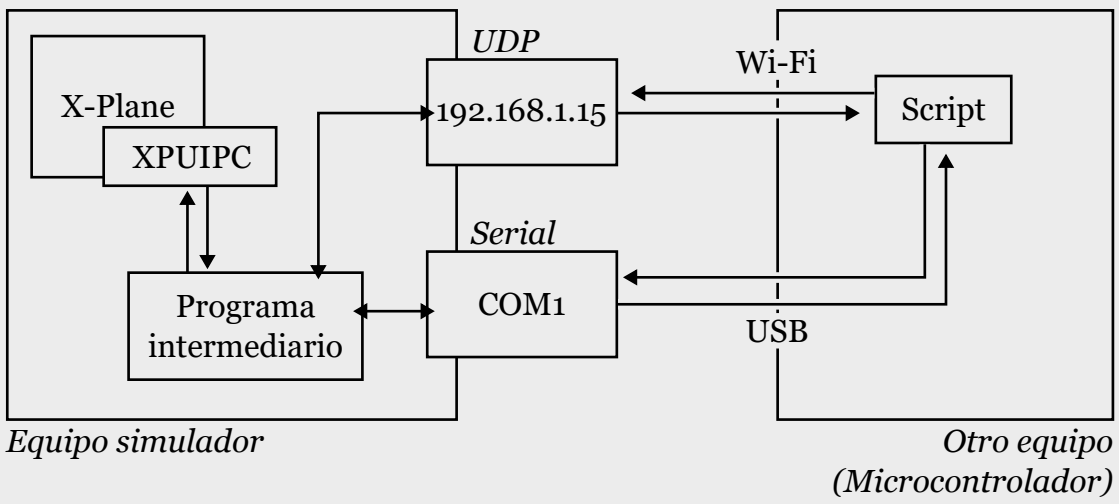 UDP
Wi-Fi
X-Plane
192.168.1.15
Script
XPUIPC
Serial
Programa
intermediario
COM1
USB
Equipo simulador
Otro equipo
(Microcontrolador)